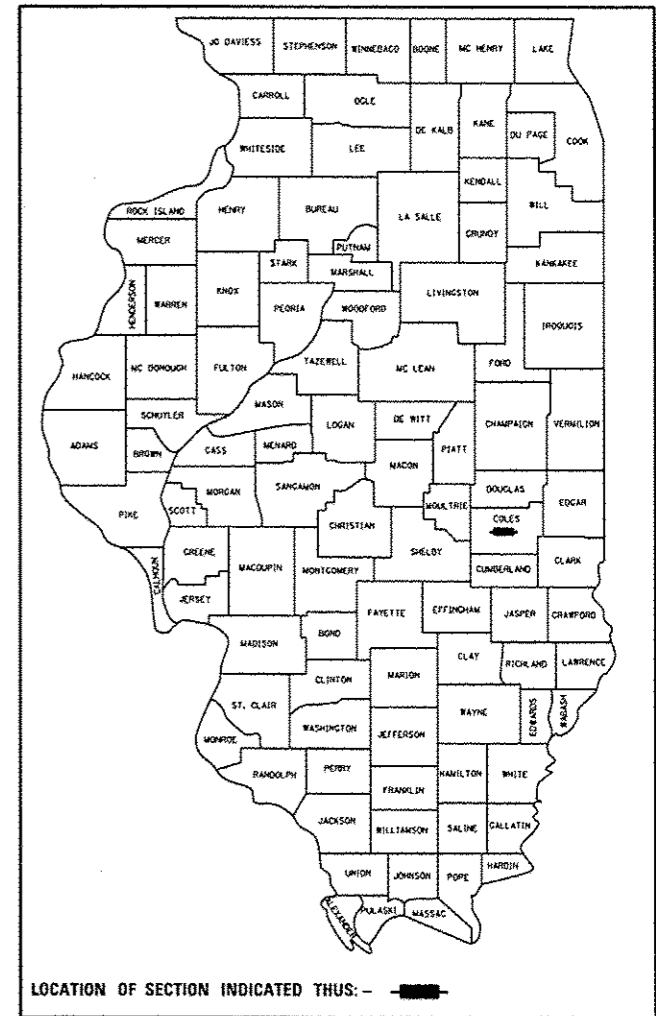 JO DAVIESS STEPHENSON WINNEBAGO BOONE MC HENRY LAKE
CARROLL OGLE DE KALB KANE DU PAGE COOK
WHITESIDE LEE KENDALL WILL
ROCK ISLAND HENRY BUREAU LA SALLE GRUNDY
MERCER PUTNAM KANKAKEE
STARK MARSHALL
HENDERSON WARREN KNOX PEORIA WOODFORD LIVINGSTON IROQUOIS
HANCOCK MC DONOUGH FULTON TAZEWELL MC LEAN FORD
SCHUYLER MASON LOGAN DE WITT CHAMPAIGN VERMILION
ADAMS BROWN CASS MENARD MACON PIATT
PIKE SCOTT MORGAN SANGAMON CHRISTIAN MOULTRIE DOUGLAS EDGAR
COLES
CALHOUN GREENE MACOUPIN MONTGOMERY SHELBY CUMBERLAND CLARK
JERSEY FAYETTE EFFINGHAM JASPER CRAWFORD
MADISON BOND CLAY RICHLAND LAWRENCE
ST. CLAIR CLINTON MARION WAYNE EDWARDS WABASH
MONROE WASHINGTON JEFFERSON
RANDOLPH PERRY FRANKLIN HAMILTON WHITE
JACKSON WILLIAMSON SALINE GALLATIN
UNION JOHNSON POPE HARDIN
ALEXANDER PULASKI MASSAC
LOCATION OF SECTION INDICATED THUS: -